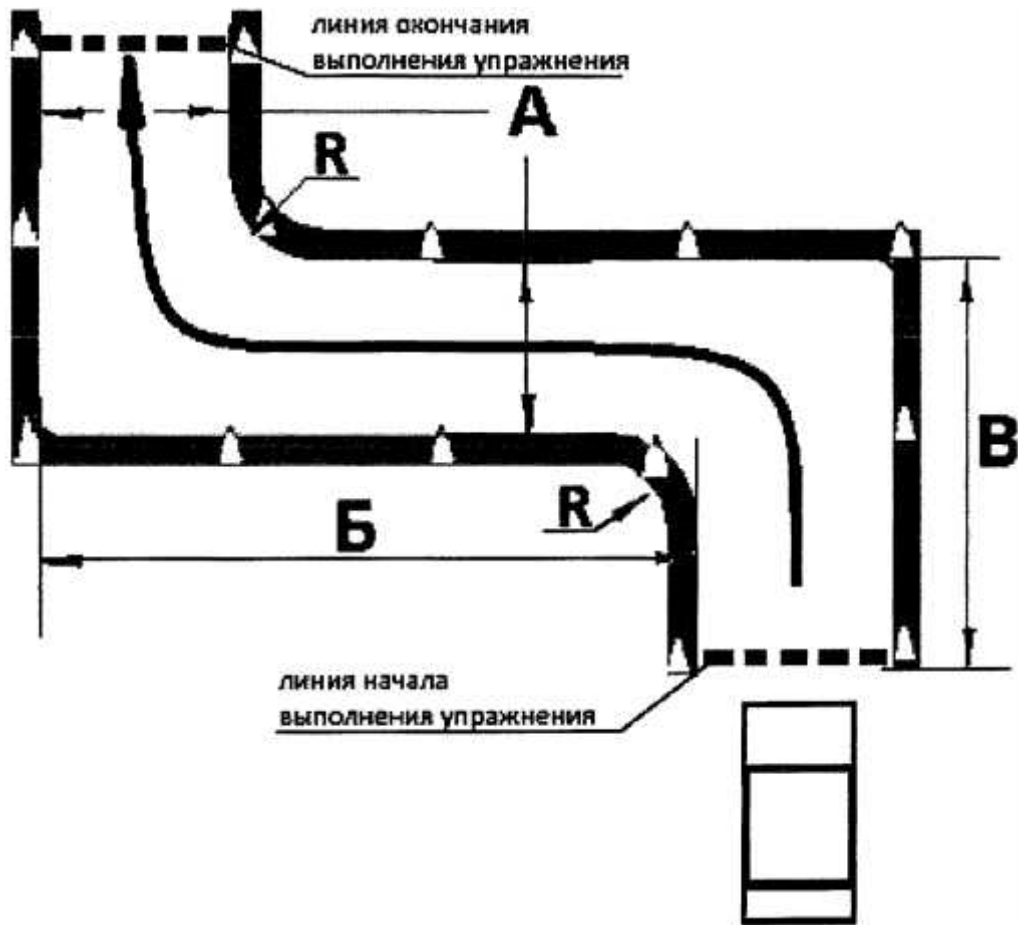 линия окончания
выполнения упражнения
А
R
В
R
Б
линия начала
выполнения упражнения